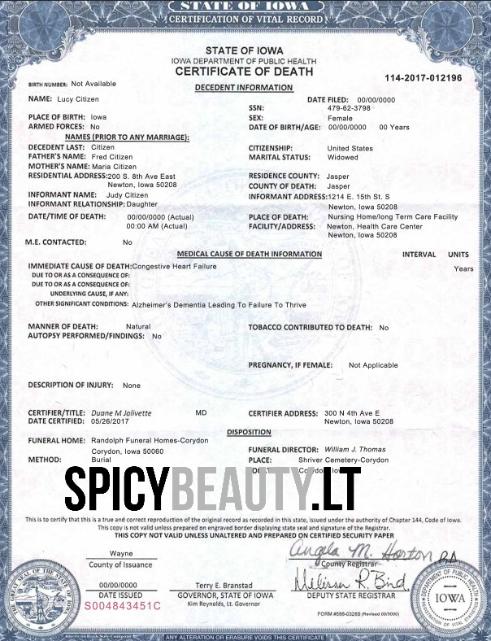 STATE OF IOWA
CERTIFICATION OF VITAL RECORD
STATE OF IOWA
IOWA DEPARTMENT OF PUBLIC HEALTH
CERTIFICATE OF DEATH
114-2017-012196
BIRTH NUMBER: Not Available
DECEDENT INFORMATION
NAME: Lucy Citizen
DATE FILED: 00/00/0000
SSN: 479-62-3798
PLACE OF BIRTH: Iowa
SEX: Female
ARMED FORCES: No
DATE OF BIRTH/AGE: 00/00/0000 00 Years
NAMES (PRIOR TO ANY MARRIAGE):
DECEDENT LAST: Citizen
CITIZENSHIP: United States
FATHER'S NAME: Fred Citizen
MARITAL STATUS: Widowed
MOTHER'S NAME: Maria Citizen
RESIDENTIAL ADDRESS:200 S. 8th Ave East
RESIDENCE COUNTY: Jasper
Newton, Iowa 50208
COUNTY OF DEATH: Jasper
INFORMANT NAME: Judy Citizen
INFORMANT ADDRESS:1214 E. 15th St. S
INFORMANT RELATIONSHIP: Daughter
Newton, Iowa 50208
DATE/TIME OF DEATH: 00/00/0000 (Actual)
PLACE OF DEATH: Nursing Home/long Term Care Facility
00:00 AM (Actual)
FACILITY/ADDRESS: Newton, Health Care Center
Newton, Iowa 50208
M.E. CONTACTED: No
MEDICAL CAUSE OF DEATH INFORMATION
INTERVAL UNITS
IMMEDIATE CAUSE OF DEATH:Congestive Heart Failure
Years
DUE TO OR AS A CONSEQUENCE OF:
DUE TO OR AS A CONSEQUENCE OF:
UNDERLYING CAUSE, IF ANY:
OTHER SIGNIFICANT CONDITIONS: Alzheimer's Dementia Leading To Failure To Thrive
MANNER OF DEATH: Natural
TOBACCO CONTRIBUTED TO DEATH: No
AUTOPSY PERFORMED/FINDINGS: No
PREGNANCY, IF FEMALE: Not Applicable
DESCRIPTION OF INJURY: None
CERTIFIER/TITLE: Duane M Jolivette MD
CERTIFIER ADDRESS: 300 N 4th Ave E
DATE CERTIFIED: 05/26/2017
Newton, Iowa 50208
DISPOSITION
FUNERAL HOME: Randolph Funeral Homes-Corydon
FUNERAL DIRECTOR: William J. Thomas
Corydon, Iowa 50060
METHOD: Burial
PLACE: Shriver Cemetery-Corydon
SPICYBEAUTY.LT
This is to certify that this is a true and correct reproduction of the original record as recorded in this state, issued under the authority of Chapter 144, Code of Iowa.
This copy is not valid unless prepared on engraved border displaying state seal and signature of the Registrar.
THIS COPY NOT VALID UNLESS UNALTERED AND PREPARED ON CERTIFIED SECURITY PAPER
Wayne
Angela M. Horton
County of Issuance
County Registrar
00/00/0000
Terry E. Branstad
DATE ISSUED
GOVERNOR, STATE OF IOWA
DEPUTY STATE REGISTRAR
S004843451C
Kim Reynolds, Lt. Governor
IOWA
ANY ALTERATION OR ERASURE VOIDS THIS CERTIFICATE